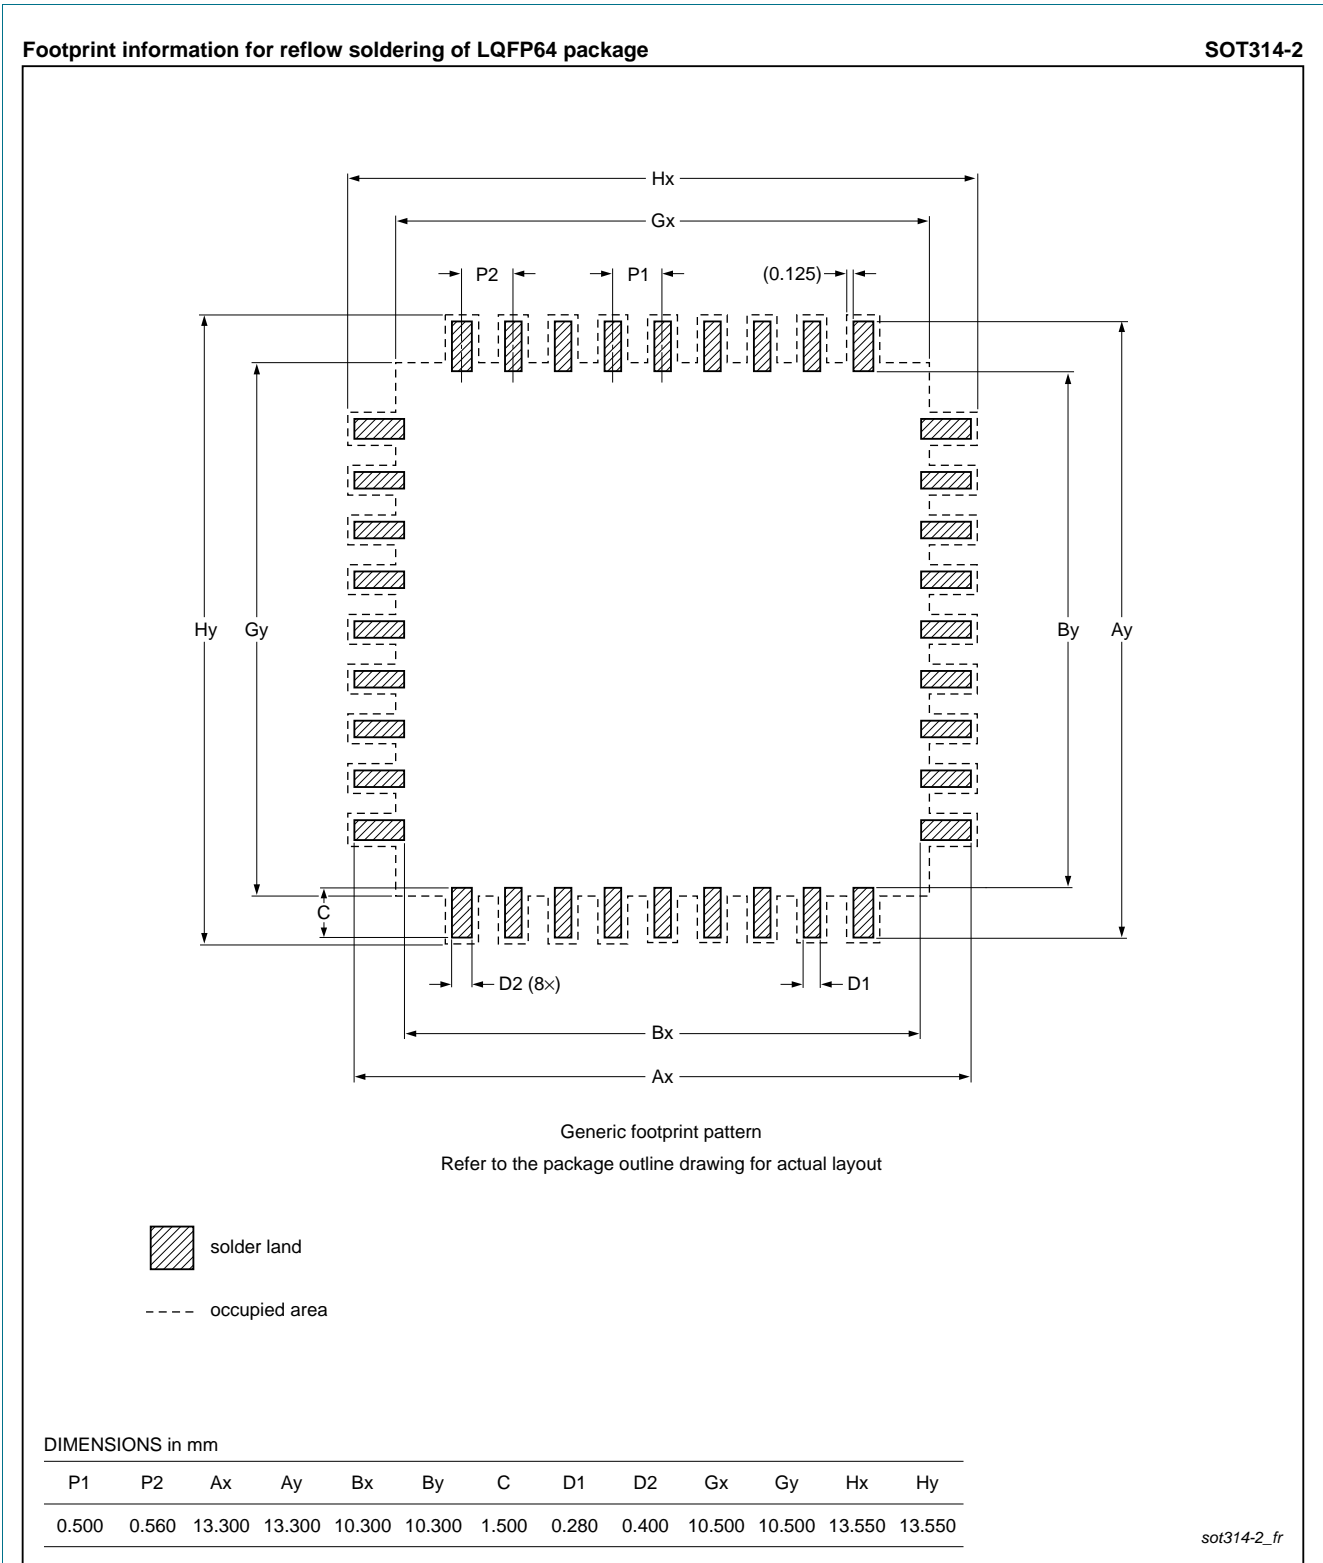 Footprint information for reflow soldering of LQFP64 package SOT314-2
Hx
Gx
P2 P1 (0.125)
Hy Gy By Ay
C
D2 (8×) D1
Bx
Ax
Generic footprint pattern
Refer to the package outline drawing for actual layout
solder land
occupied area
DIMENSIONS in mm
P1 P2 Ax Ay Bx By C D1 D2 Gx Gy Hx Hy
0.500 0.560 13.300 13.300 10.300 10.300 1.500 0.280 0.400 10.500 10.500 13.550 13.550
sot314-2_fr